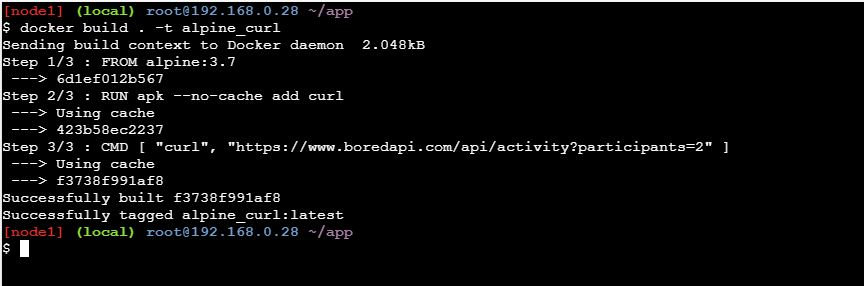 [node1] (local) root@192.168.0.28 ~/app
$ docker build . -t alpine_curl
Sending build context to Docker daemon  2.048kB
Step 1/3 : FROM alpine:3.7
 ---> 6d1ef012b567
Step 2/3 : RUN apk --no-cache add curl
 ---> Using cache
 ---> 423b58ec2237
Step 3/3 : CMD [ "curl", "https://www.boredapi.com/api/activity?participants=2" ]
 ---> Using cache
 ---> f3738f991af8
Successfully built f3738f991af8
Successfully tagged alpine_curl:latest
[node1] (local) root@192.168.0.28 ~/app
$